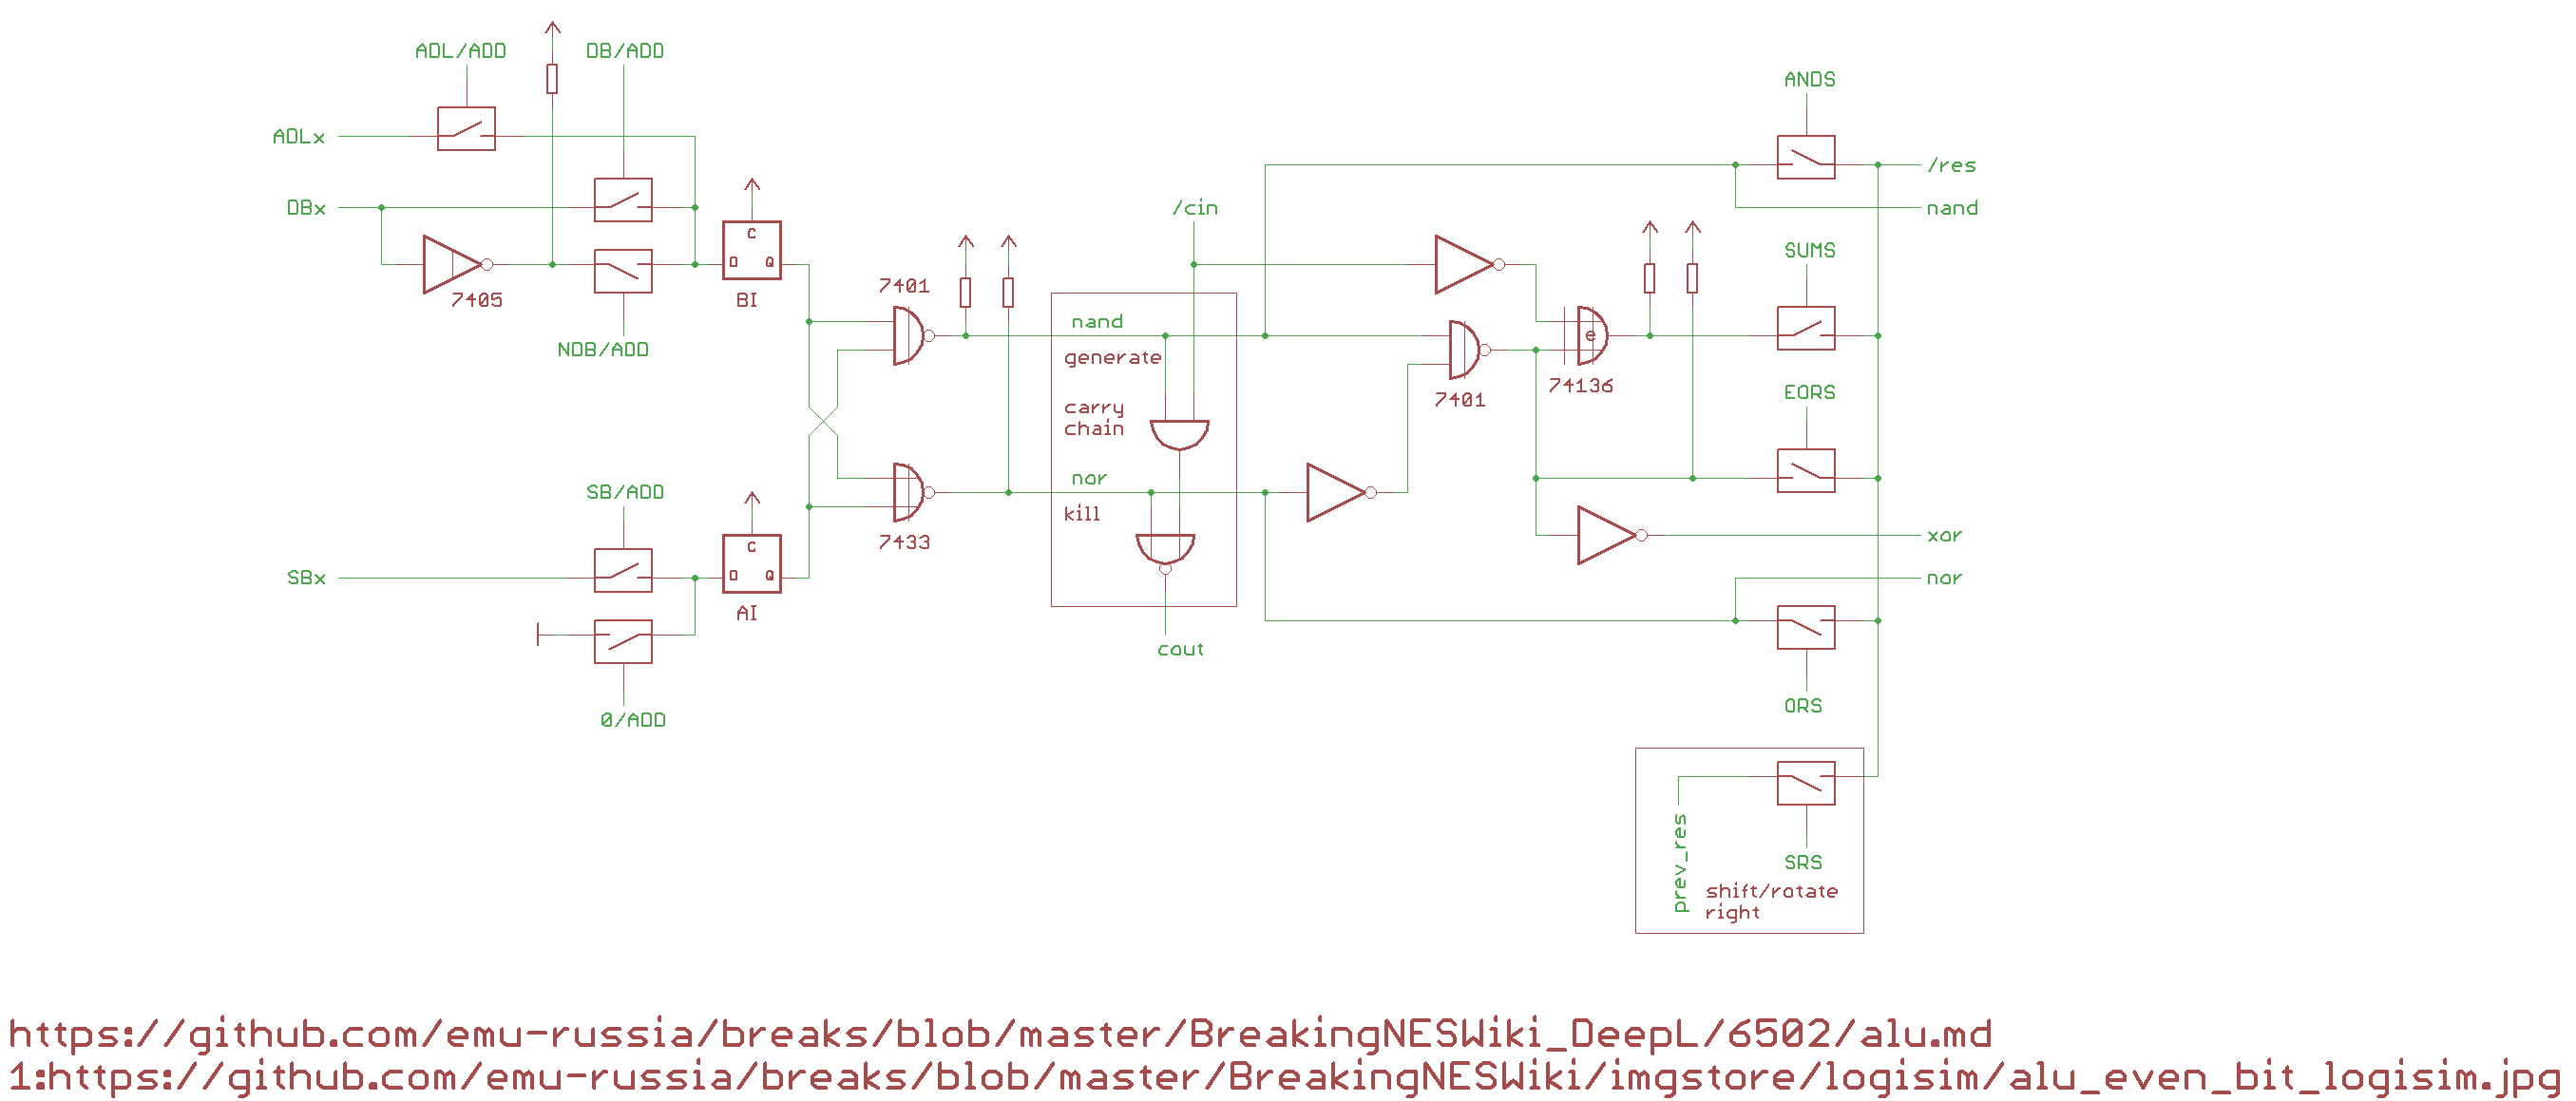 ADL/ADD
DB/ADD
ANDS
ADLx
/res
DBx
/cin
nand
C
SUMS
D Q
7405
BI
7401
nand
e
NDB/ADD
generate
74136
EORS
7401
carry
chain
nor
SB/ADD
kill
xor
7433
C
SBx
D Q
nor
AI
cout
0/ADD
ORS
prev_res
SRS
shift/rotate
right
https://github.com/emu-russia/breaks/blob/master/BreakingNESWiki_DeepL/6502/alu.md
1:https://github.com/emu-russia/breaks/blob/master/BreakingNESWiki/imgstore/logisim/alu_even_bit_logisim.jpg